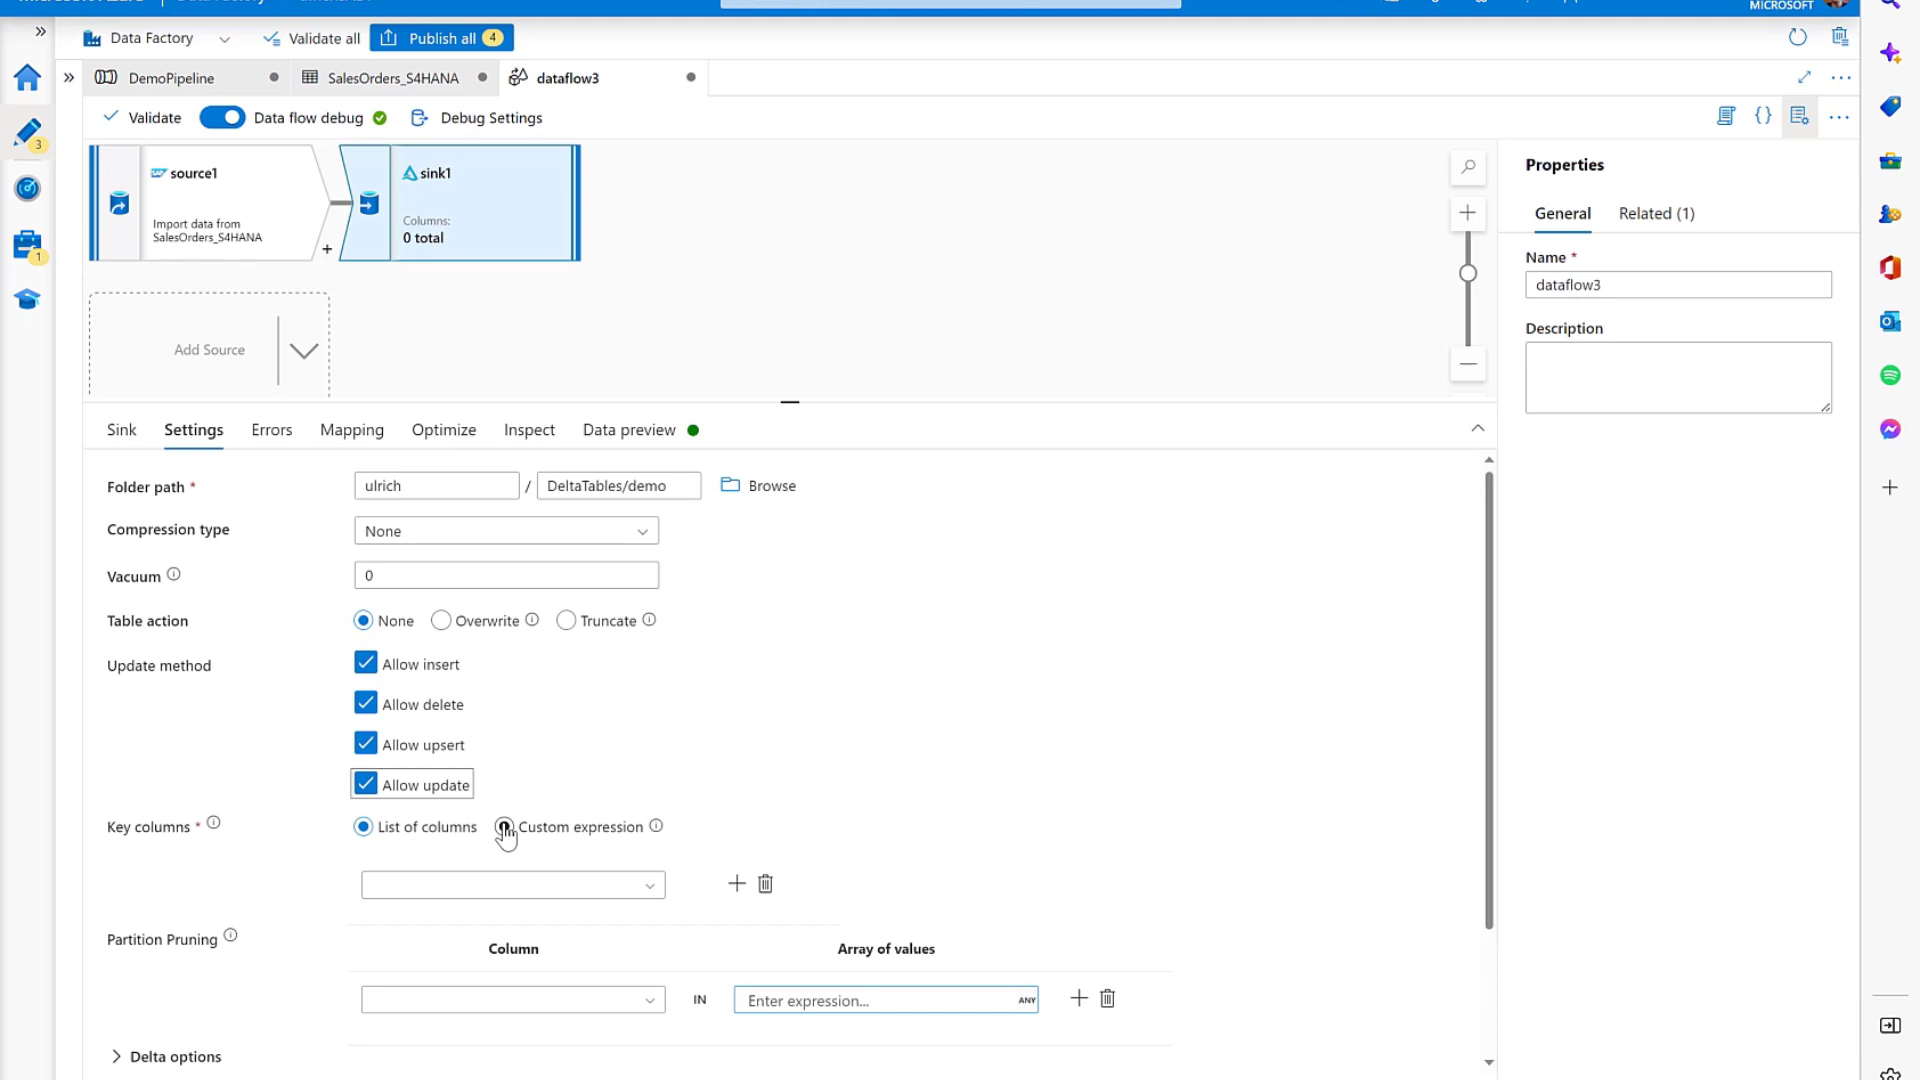 MICROSOFT
Data Factory
Validate all
Publish all 4
DemoPipeline
SalesOrders_S4HANA
dataflow3
Validate
Data flow debug
Debug Settings
3
1
source1
Import data from
SalesOrders_S4HANA
+
sink1
Columns:
0 total
Add Source
Properties
General
Related (1)
Name *
dataflow3
Description
Sink
Settings
Errors
Mapping
Optimize
Inspect
Data preview
Folder path *
ulrich
/
DeltaTables/demo
Browse
Compression type
None
Vacuum
0
Table action
None
Overwrite
Truncate
Update method
Allow insert
Allow delete
Allow upsert
Allow update
Key columns *
List of columns
Custom expression
Partition Pruning
Column
Array of values
IN
Enter expression...
ANY
Delta options